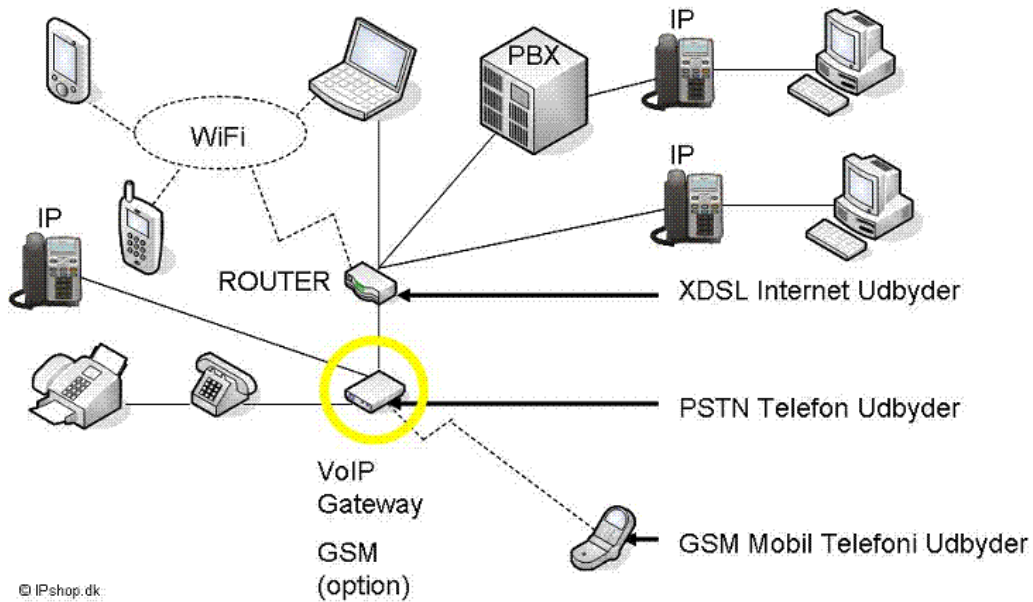 IP
PBX
WiFi
IP
IP
ROUTER
XDSL Internet Udbyder
PSTN Telefon Udbyder
VoIP
Gateway
GSM
(option)
GSM Mobil Telefoni Udbyder
© IPshop.dk